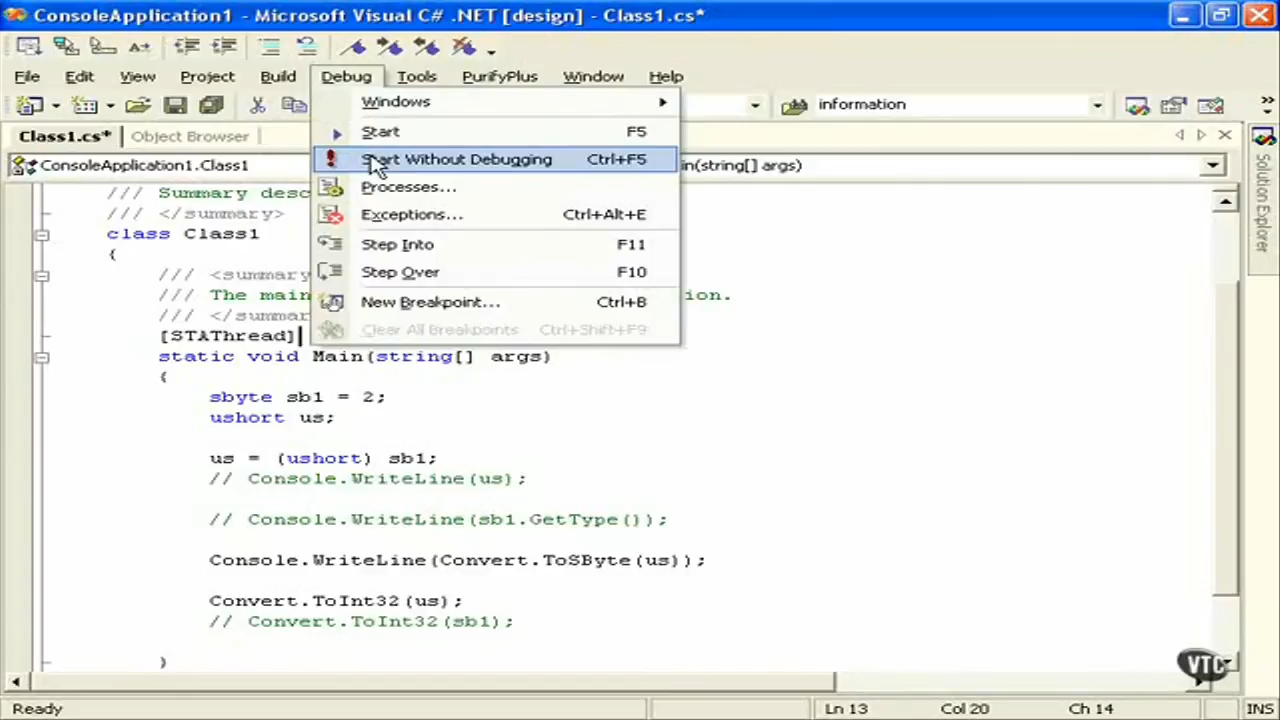 ConsoleApplication1 - Microsoft Visual C# .NET [design] - Class1.cs*
File Edit View Project Build Debug Tools PurifyPlus Window Help
information
Class1.cs* Object Browser
ConsoleApplication1.Class1
in(string[] args)
Windows
Start F5
Start Without Debugging Ctrl+F5
Processes...
Exceptions... Ctrl+Alt+E
Step Into F11
Step Over F10
New Breakpoint... Ctrl+B
Clear All Breakpoints Ctrl+Shift+F9
Solution Explorer
/// Summary desc
/// </summary>
class Class1
{
/// <summary
/// The main ion.
/// </summar
[STAThread]
static void Main(string[] args)
{
sbyte sb1 = 2;
ushort us;
us = (ushort) sb1;
// Console.WriteLine(us);
// Console.WriteLine(sb1.GetType());
Console.WriteLine(Convert.ToSByte(us));
Convert.ToInt32(us);
// Convert.ToInt32(sb1);
}
VTC
Ready Ln 13 Col 20 Ch 14 INS